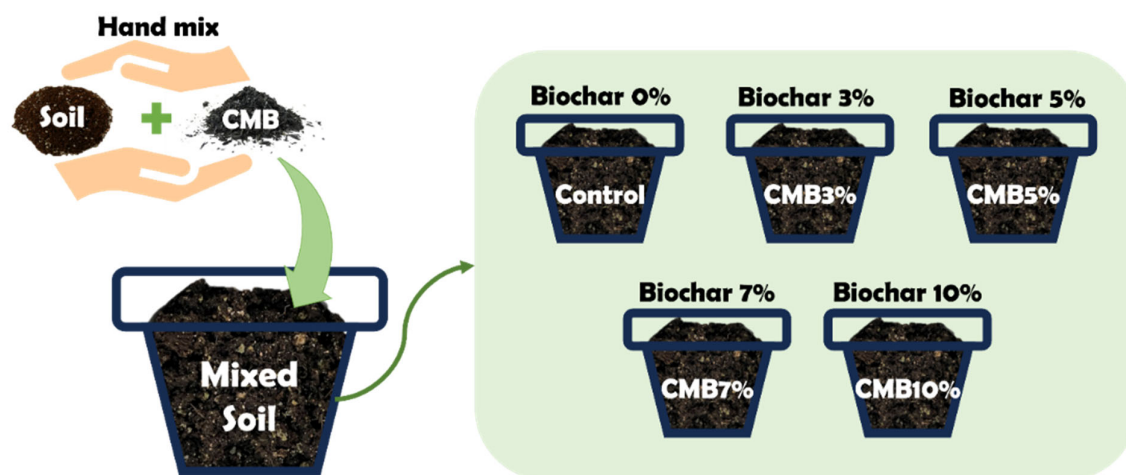 Hand mix
Soil
CMB
Mixed
Soil
Biochar 0%
Biochar 3%
Biochar 5%
Control
CMB3%
CMB5%
Biochar 7%
Biochar 10%
CMB7%
CMB10%